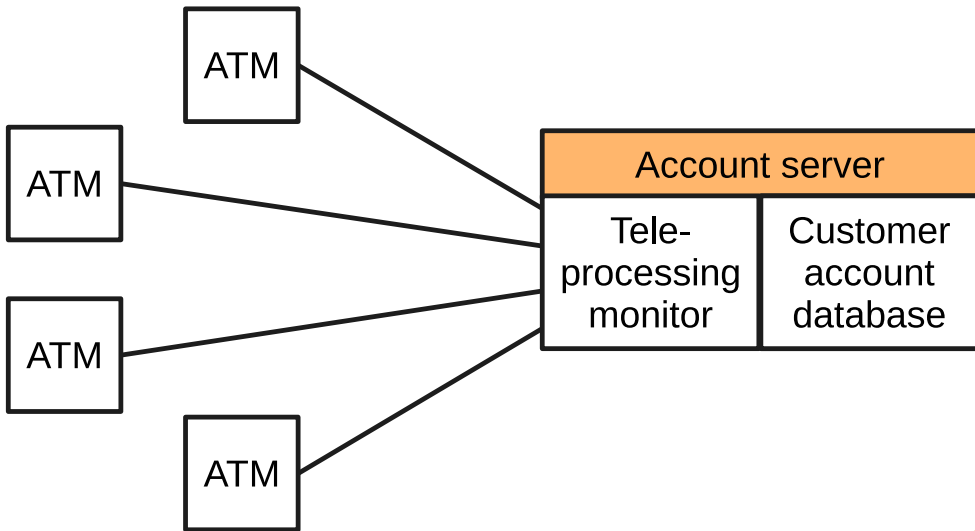 ATM
ATM
Account server
Tele-
processing
monitor
Customer
account
database
ATM
ATM